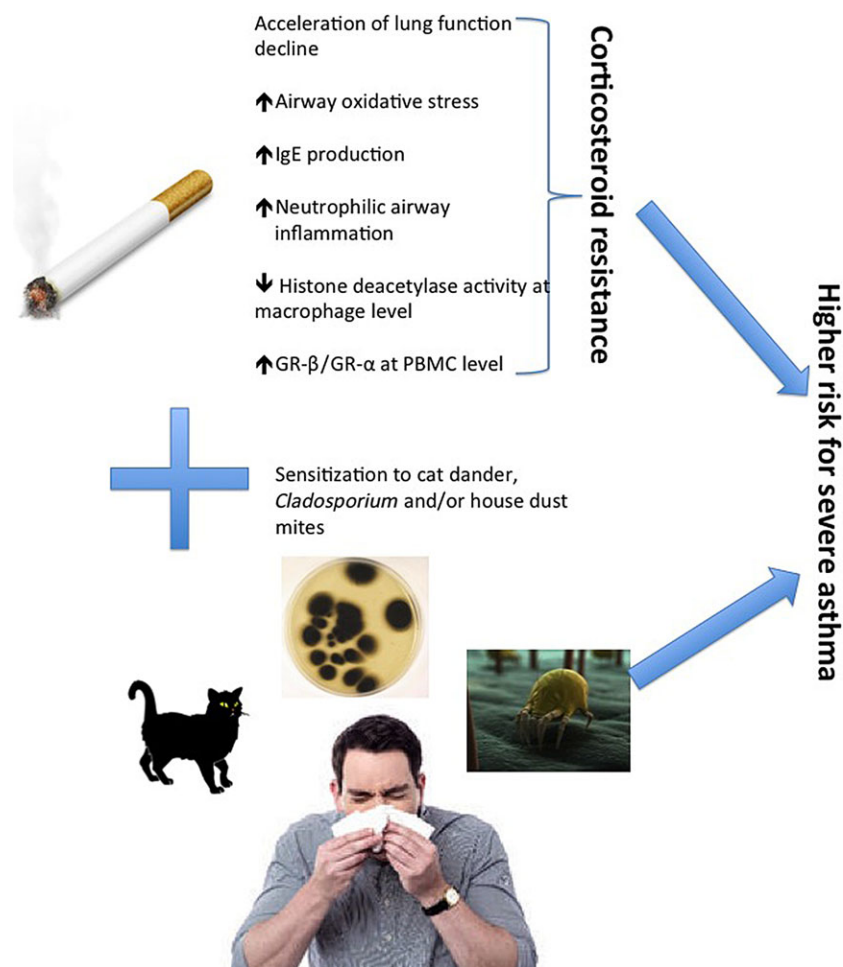 Acceleration of lung function
decline
↑Airway oxidative stress
↑IgE production
↑Neutrophilic airway
inflammation
↓ Histone deacetylase activity at
macrophage level
↑GR-β/GR-α at PBMC level
Corticosteroid resistance
Higher risk for severe asthma
Sensitization to cat dander,
Cladosporium and/or house dust
mites